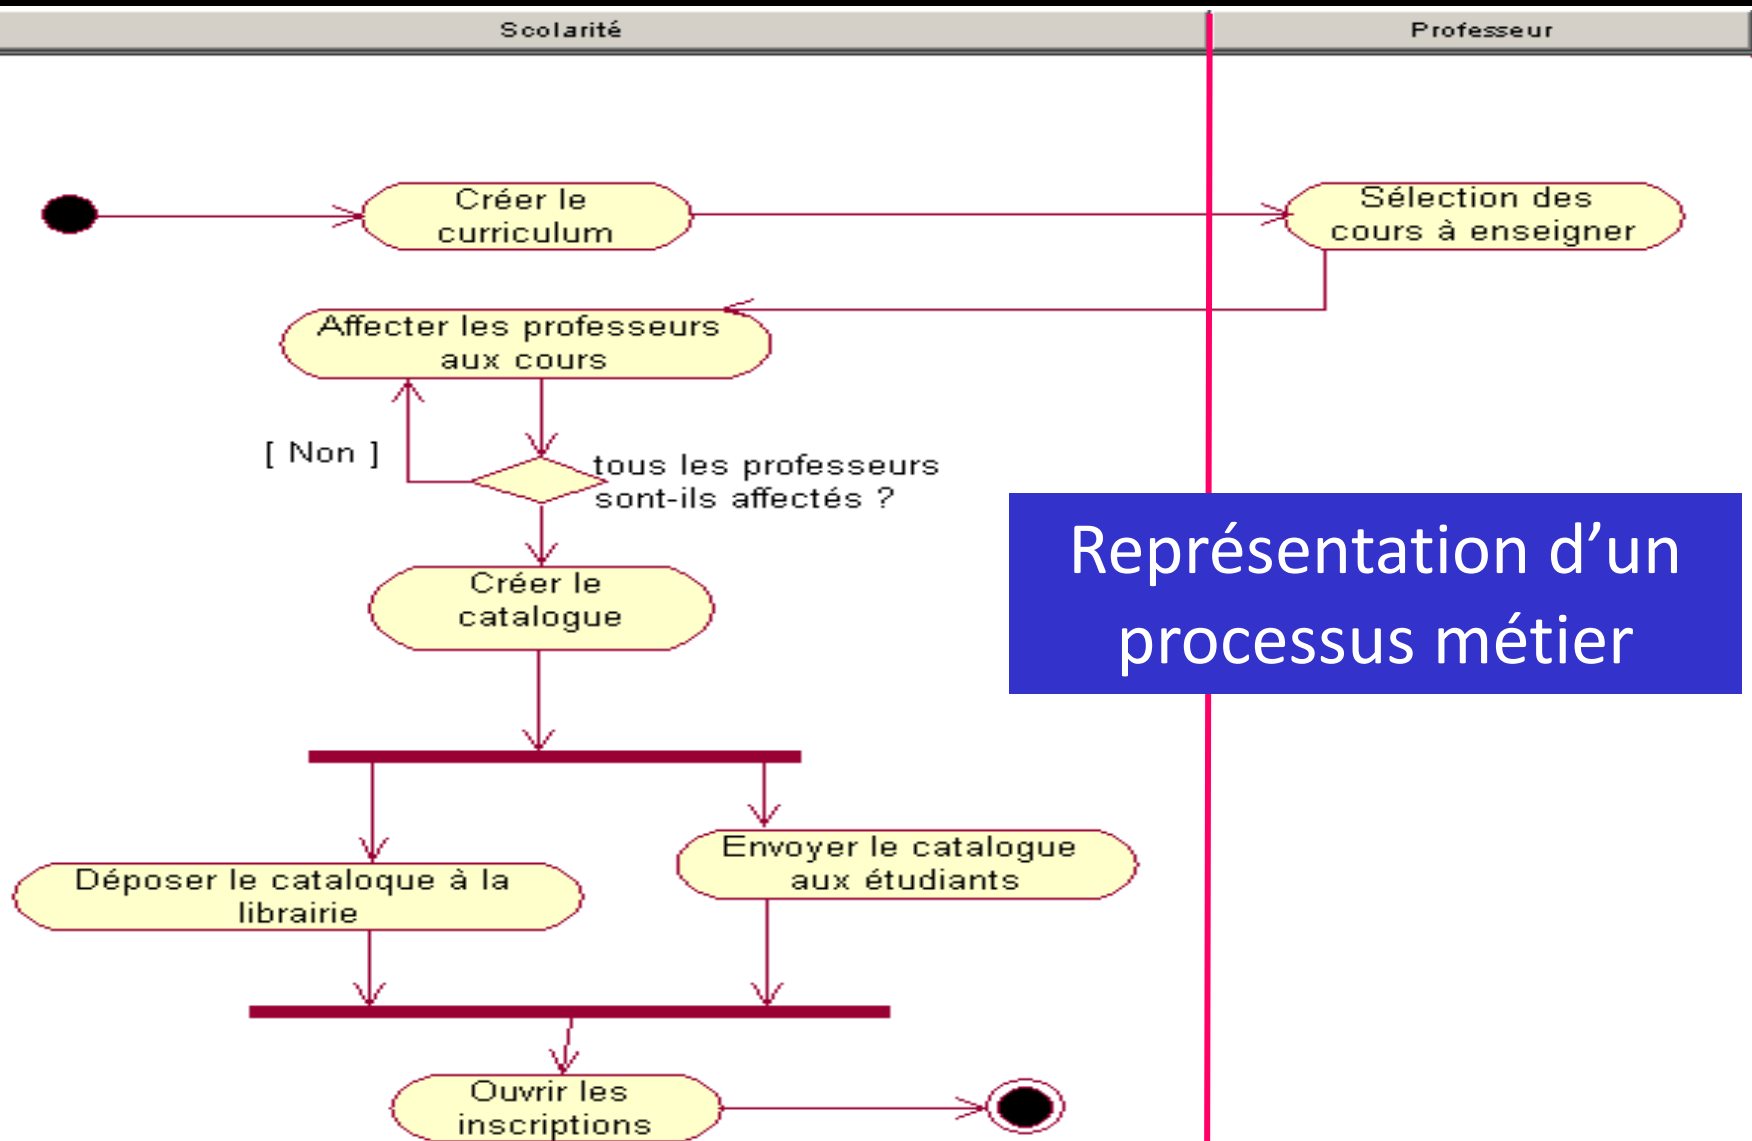 Scolarité
Professeur
Créer le
curriculum
Sélection des
cours à enseigner
Affecter les professeurs
aux cours
[ Non ]
tous les professeurs
sont-ils affectés ?
Représentation d’un
processus métier
Créer le
catalogue
Envoyer le catalogue
aux étudiants
Déposer le cataloque à la
librairie
Ouvrir les
inscriptions